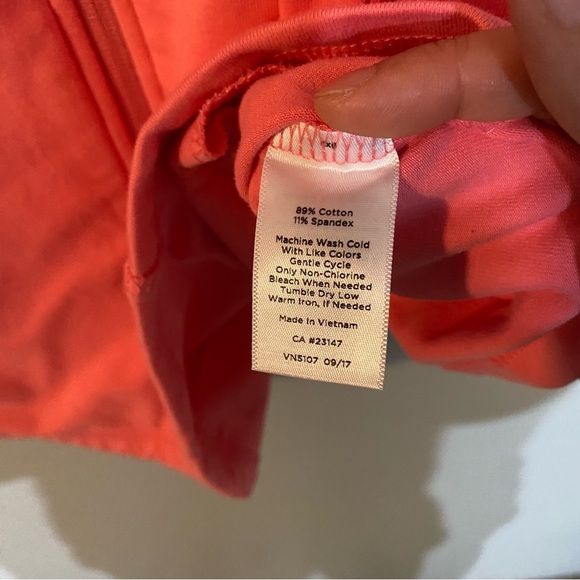 89% Cotton
11% Spandex
Machine Wash Cold
With Like Colors
Gentle Cycle
Only Non-Chlorine
Bleach When Needed
Tumble Dry Low
Warm Iron, If Needed
Made in Vietnam
CA #23147
VN5107 09/17